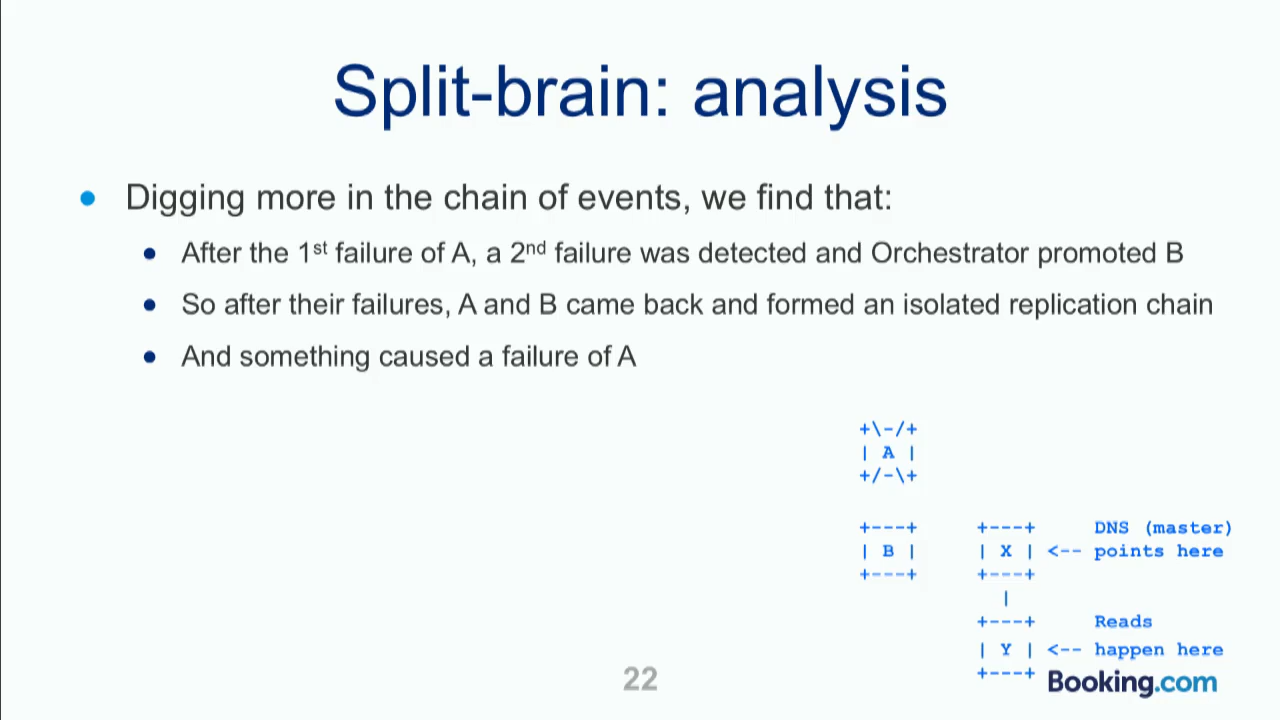 Split-brain: analysis
Digging more in the chain of events, we find that:
After the 1st failure of A, a 2nd failure was detected and Orchestrator promoted B
So after their failures, A and B came back and formed an isolated replication chain
And something caused a failure of A
+\-/+
| A |
+/-\+
+---+ +---+ DNS (master)
| B | | X | <-- points here
+---+ +---+
|
+---+ Reads
| Y | <-- happen here
+---+
22
Booking.com